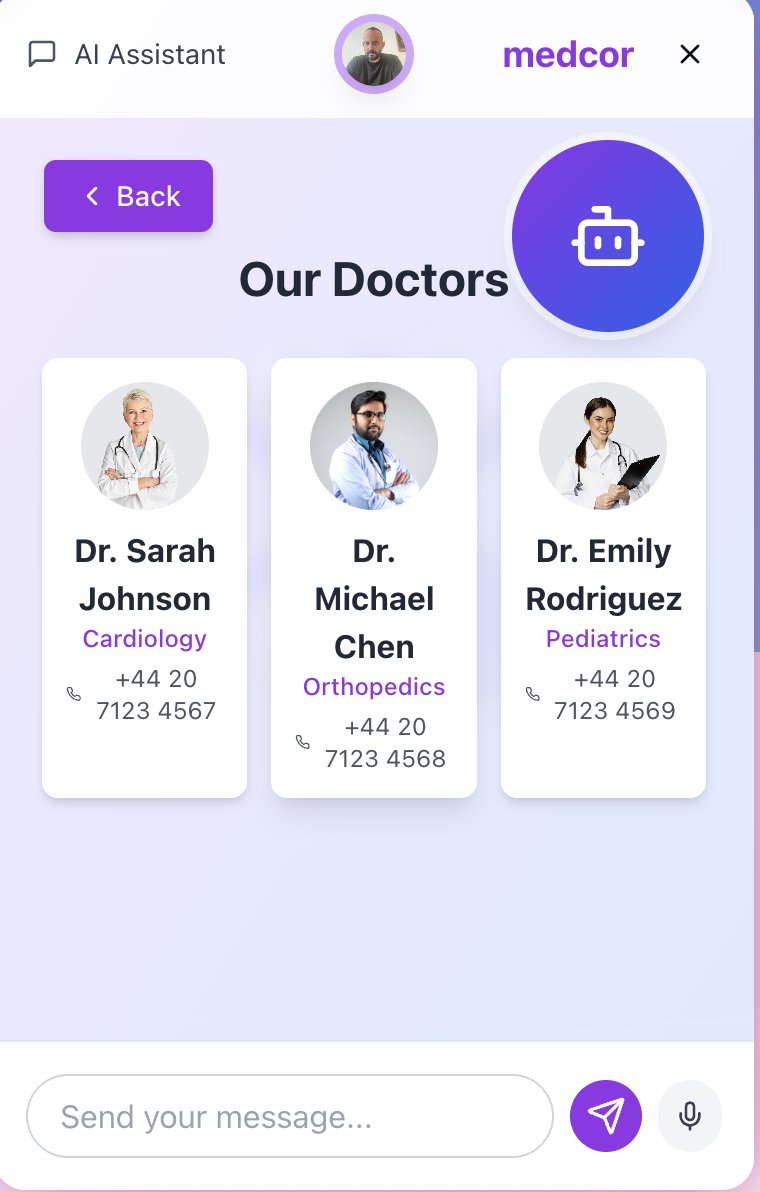 AI Assistant
medcor
Back
Our Doctors
Dr. Sarah
Johnson
Cardiology
+44 20
7123 4567
Dr.
Michael
Chen
Orthopedics
+44 20
7123 4568
Dr. Emily
Rodriguez
Pediatrics
+44 20
7123 4569
Send your message...